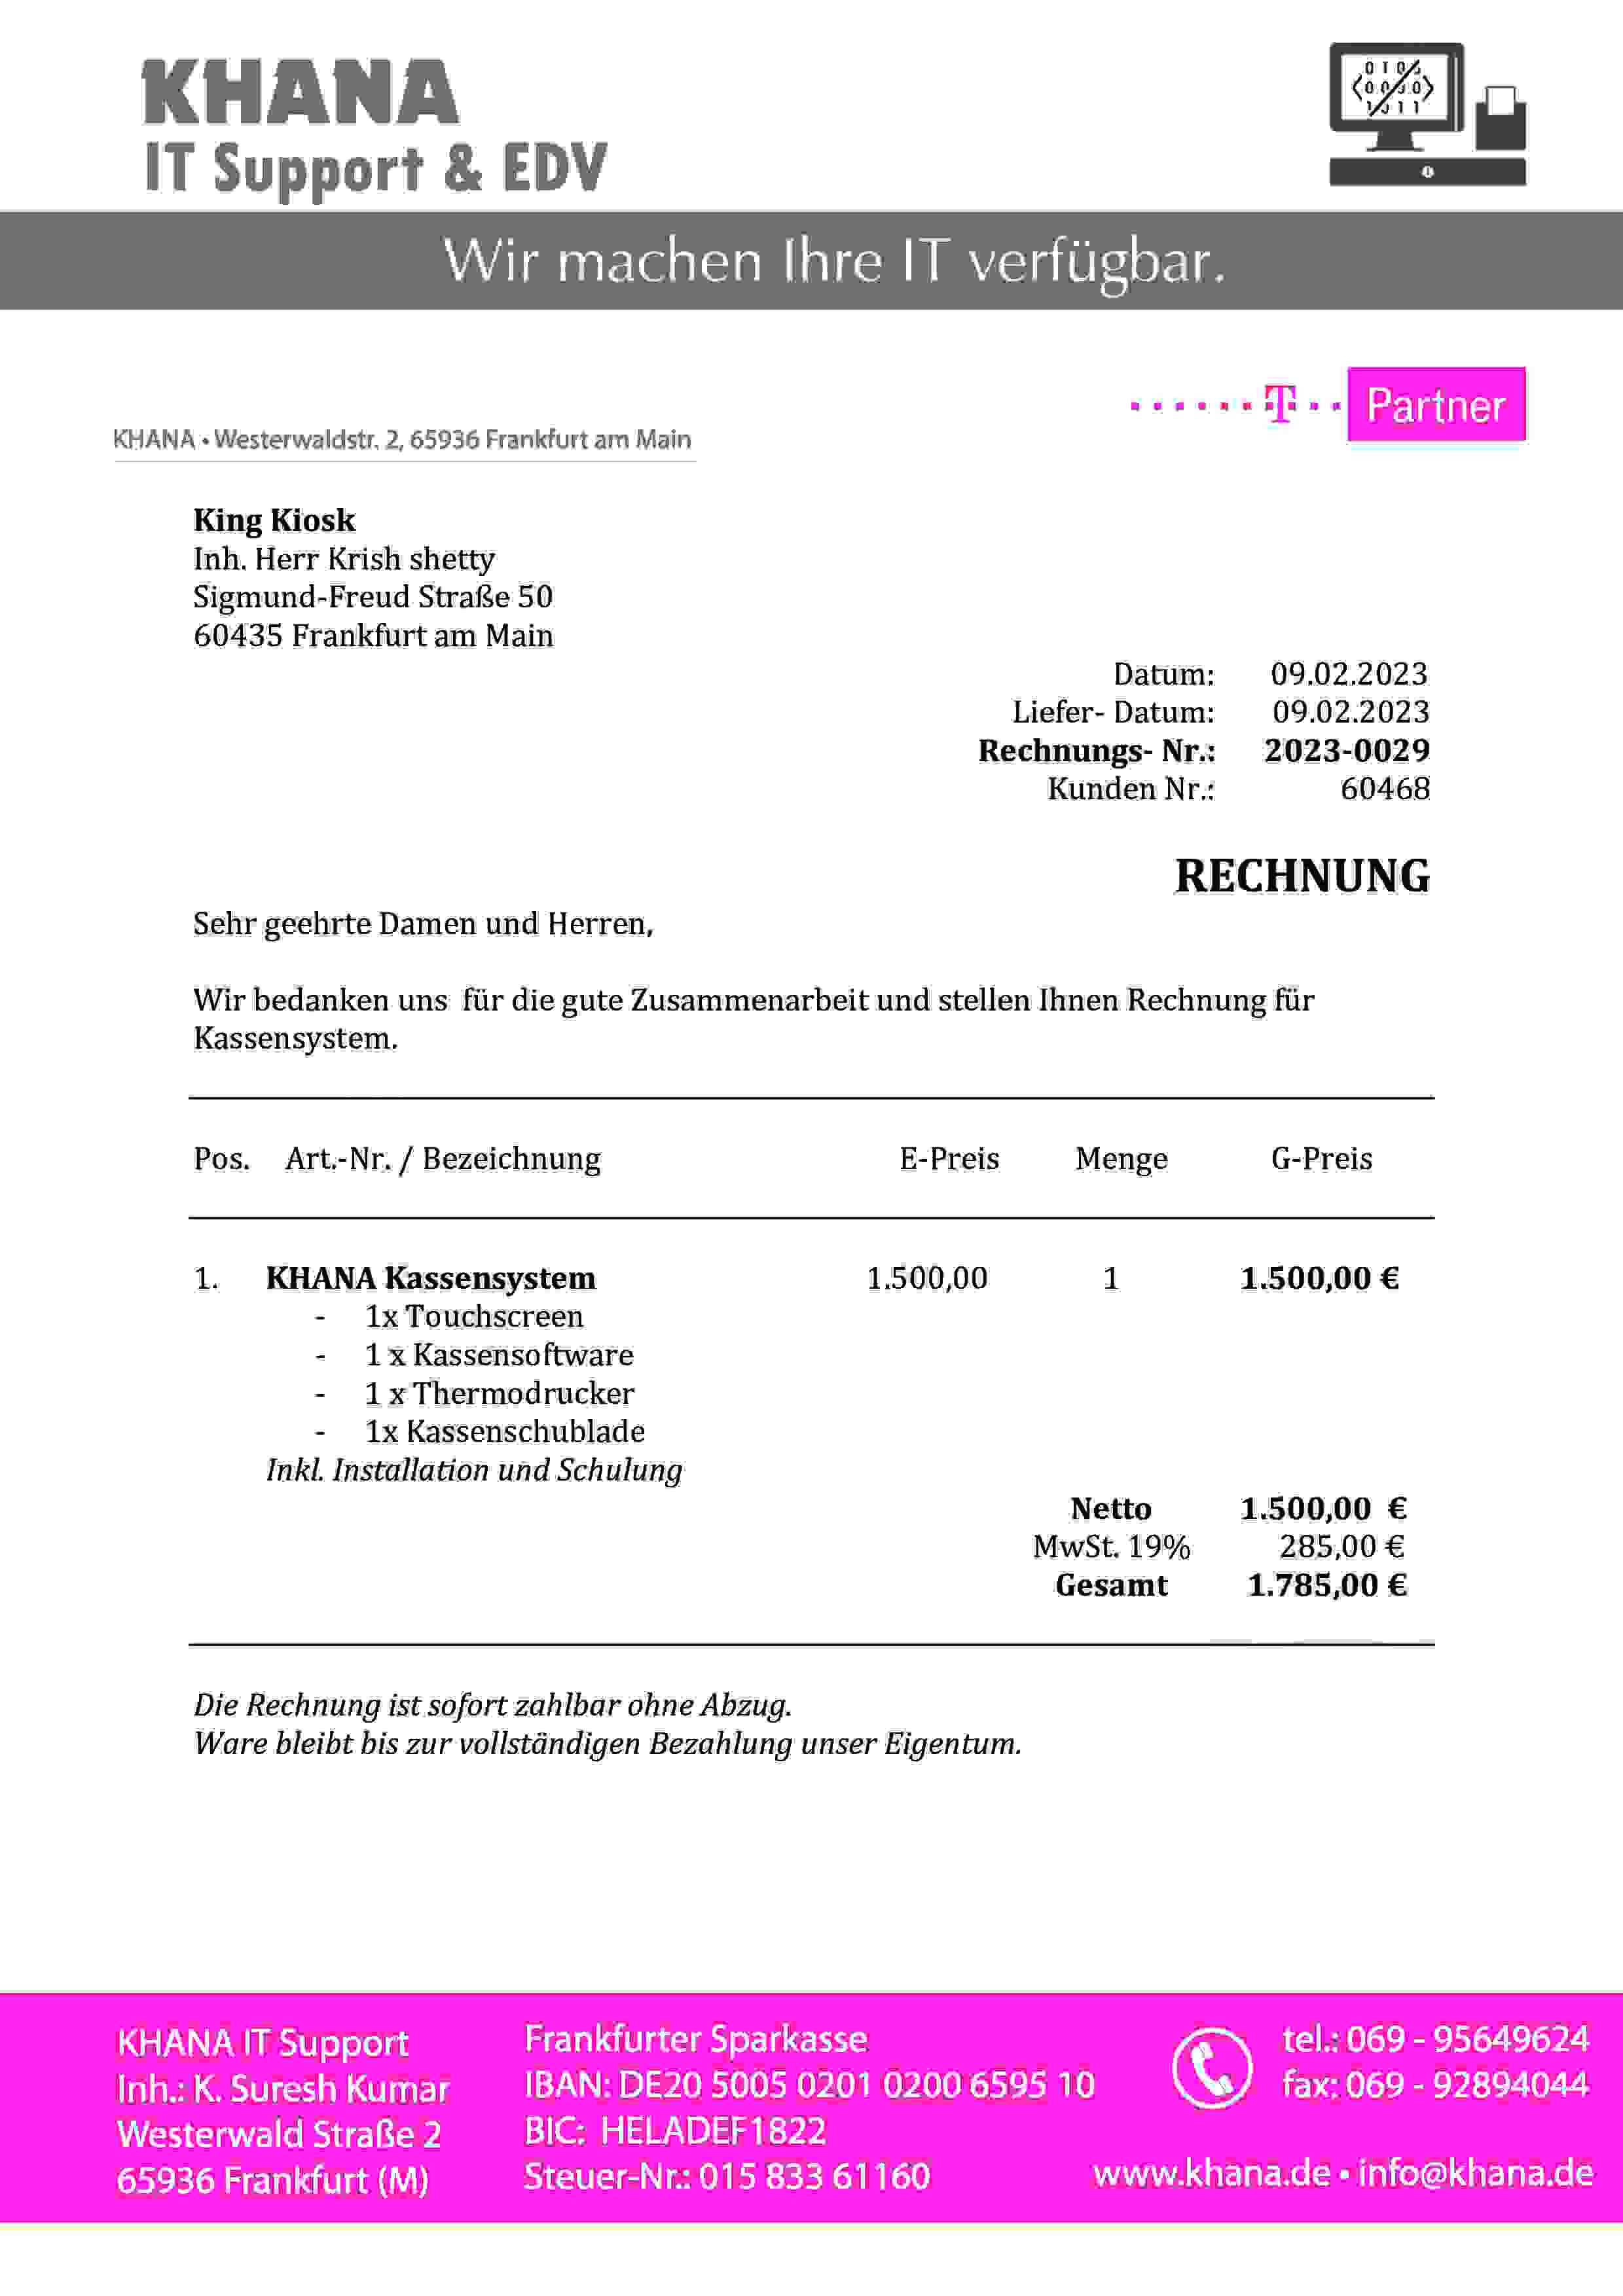 KHANA
IT Support & EDV
Wir machen Ihre IT verfügbar.
T Partner
KHANA • Westerwaldstr. 2, 65936 Frankfurt am Main
King Kiosk
Inh. Herr Krish shetty
Sigmund-Freud Straße 50
60435 Frankfurt am Main
Datum: 09.02.2023
Liefer- Datum: 09.02.2023
Rechnungs- Nr.: 2023-0029
Kunden Nr.: 60468
RECHNUNG
Sehr geehrte Damen und Herren,
Wir bedanken uns für die gute Zusammenarbeit und stellen Ihnen Rechnung für
Kassensystem.
Pos. Art.-Nr. / Bezeichnung E-Preis Menge G-Preis
1. KHANA Kassensystem 1.500,00 1 1.500,00 €
- 1x Touchscreen
- 1 x Kassensoftware
- 1 x Thermodrucker
- 1x Kassenschublade
Inkl. Installation und Schulung
Netto 1.500,00 €
MwSt. 19% 285,00 €
Gesamt 1.785,00 €
Die Rechnung ist sofort zahlbar ohne Abzug.
Ware bleibt bis zur vollständigen Bezahlung unser Eigentum.
KHANA IT Support
Inh.: K. Suresh Kumar
Westerwald Straße 2
65936 Frankfurt (M)
Frankfurter Sparkasse
IBAN: DE20 5005 0201 0200 6595 10
BIC: HELADEF1822
Steuer-Nr.: 015 833 61160
tel.: 069 - 95649624
fax: 069 - 92894044
www.khana.de • info@khana.de